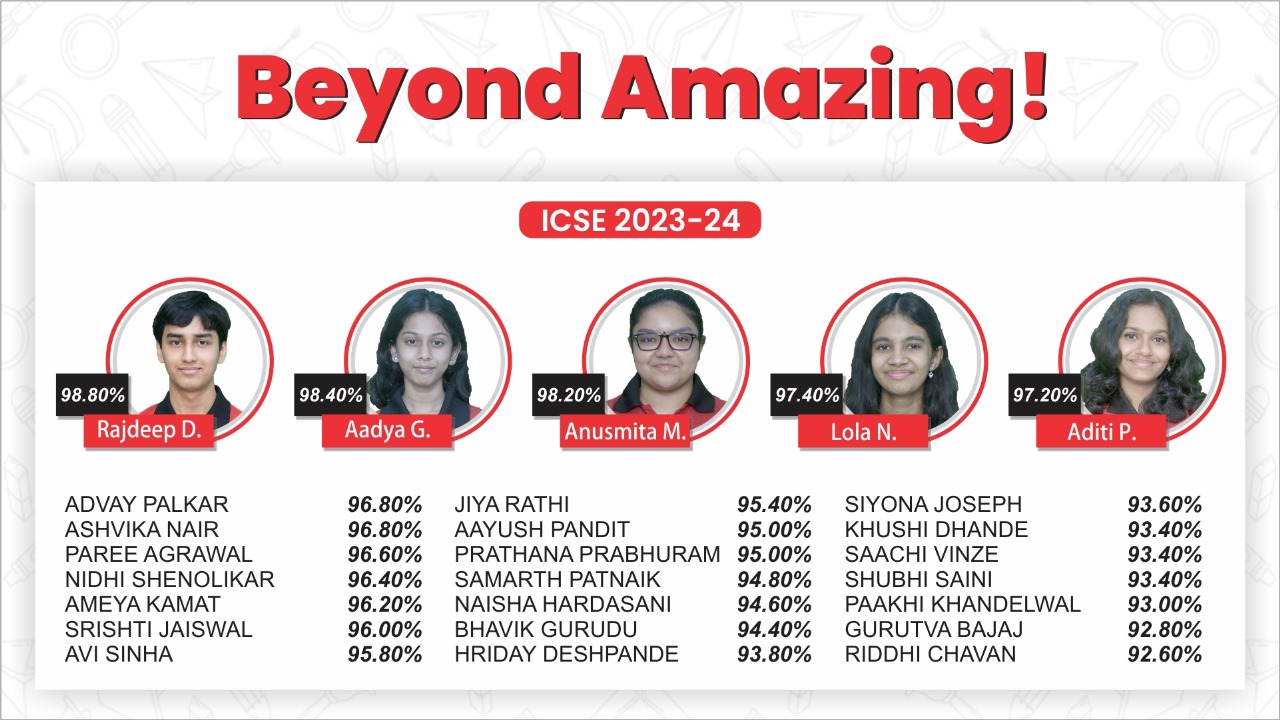 Beyond Amazing!
ICSE 2023-24
98.80%
Rajdeep D.
98.40%
Aadya G.
98.20%
Anusmita M.
97.40%
Lola N.
97.20%
Aditi P.
ADVAY PALKAR 96.80%
ASHVIKA NAIR 96.80%
PAREE AGRAWAL 96.60%
NIDHI SHENOLIKAR 96.40%
AMEYA KAMAT 96.20%
SRISHTI JAISWAL 96.00%
AVI SINHA 95.80%
JIYA RATHI 95.40%
AAYUSH PANDIT 95.00%
PRATHANA PRABHURAM 95.00%
SAMARTH PATNAIK 94.80%
NAISHA HARDASANI 94.60%
BHAVIK GURUDU 94.40%
HRIDAY DESHPANDE 93.80%
SIYONA JOSEPH 93.60%
KHUSHI DHANDE 93.40%
SAACHI VINZE 93.40%
SHUBHI SAINI 93.40%
PAAKHI KHANDELWAL 93.00%
GURUTVA BAJAJ 92.80%
RIDDHI CHAVAN 92.60%